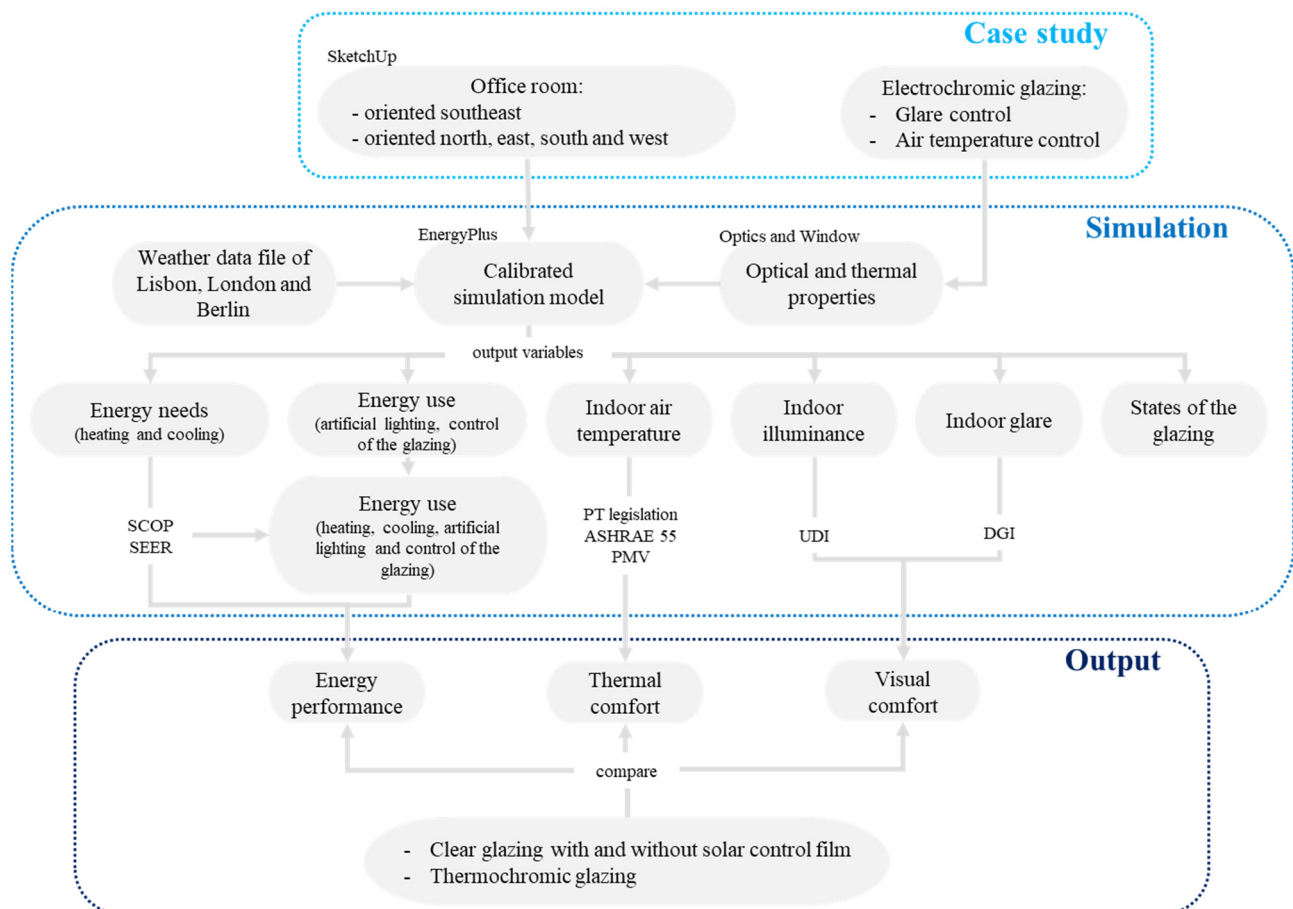 Case study
SketchUp
Office room:
- oriented southeast
- oriented north, east, south and west
Electrochromic glazing:
- Glare control
- Air temperature control
Simulation
Weather data file of
Lisbon, London and
Berlin
EnergyPlus
Calibrated
simulation model
Optics and Window
Optical and thermal
properties
output variables
Energy needs
(heating and cooling)
Energy use
(artificial lighting, control
of the glazing)
Indoor air
temperature
Indoor
illuminance
Indoor glare
States of the
glazing
SCOP
SEER
Energy use
(heating, cooling, artificial
lighting and control of the
glazing)
PT legislation
ASHRAE 55
PMV
UDI
DGI
Output
Energy
performance
Thermal
comfort
Visual
comfort
compare
- Clear glazing with and without solar control film
- Thermochromic glazing